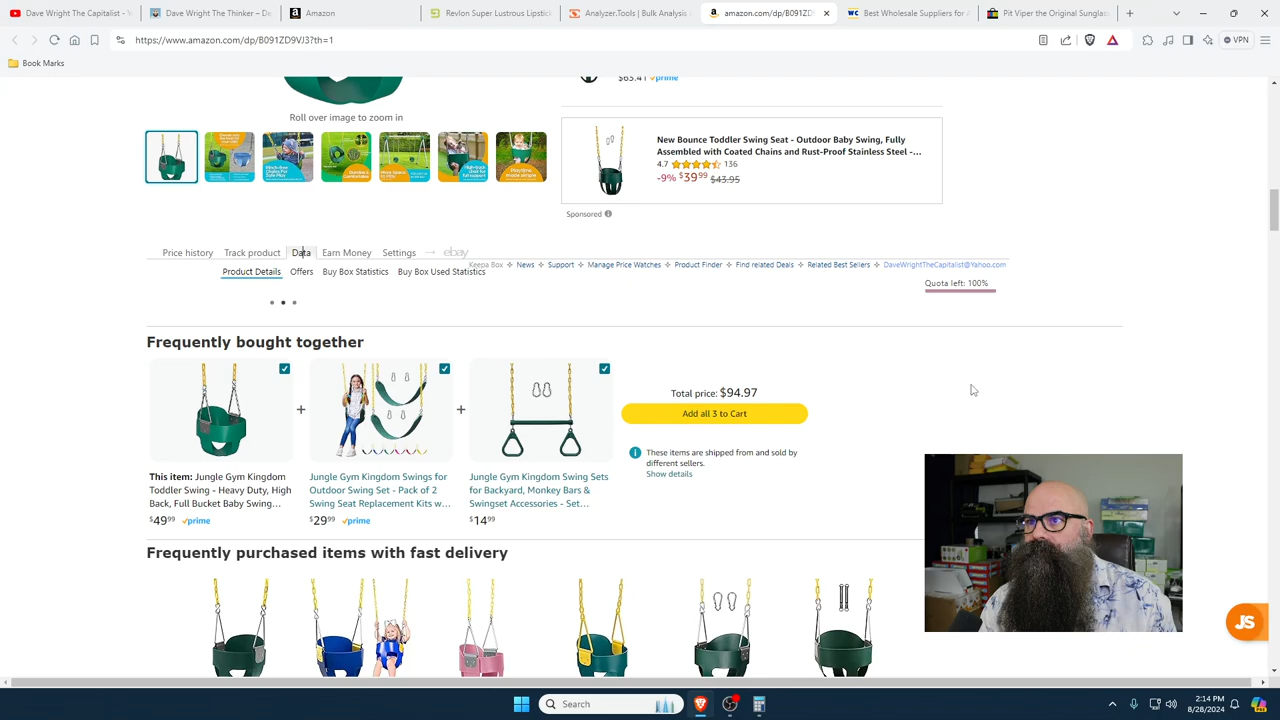 Dave Wright The Capitalist - Y
Dave Wright The Thinker – De
Amazon
Revlon Super Lustrous Lipstick
Analyzer.Tools | Bulk Analysis
amazon.com/dp/B091ZD
Best Wholesale Suppliers for A
Pit Viper the Original Sunglas
https://www.amazon.com/dp/B091ZD9VJ3?th=1
VPN
Book Marks
$63.41 prime
Roll over image to zoom in
New Bounce Toddler Swing Seat - Outdoor Baby Swing, Fully
Assembled with Coated Chains and Rust-Proof Stainless Steel -...
4.7 136
-9% $39.99 $43.95
Sponsored
Price history Track product Data Earn Money Settings ebay
Keepa Box News Support Manage Price Watches Product Finder Find related Deals Related Best Sellers DaveWrightTheCapitalist@Yahoo.com
Product Details Offers Buy Box Statistics Buy Box Used Statistics
Quota left: 100%
Frequently bought together
Total price: $94.97
Add all 3 to Cart
These items are shipped from and sold by
different sellers.
Show details
This item: Jungle Gym Kingdom
Toddler Swing - Heavy Duty, High
Back, Full Bucket Baby Swing...
$49.99 prime
Jungle Gym Kingdom Swings for
Outdoor Swing Set - Pack of 2
Swing Seat Replacement Kits w...
$29.99 prime
Jungle Gym Kingdom Swing Sets
for Backyard, Monkey Bars &
Swingset Accessories - Set...
$14.99
Frequently purchased items with fast delivery
JS
Search
2:14 PM
8/28/2024